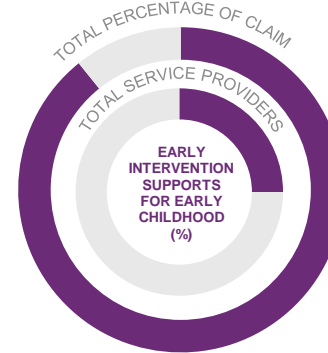 TOTAL PERCENTAGE OF CLAIM
TOTAL SERVICE PROVIDERS
EARLY
INTERVENTION
SUPPORTS
FOR EARLY
CHILDHOOD
(%)